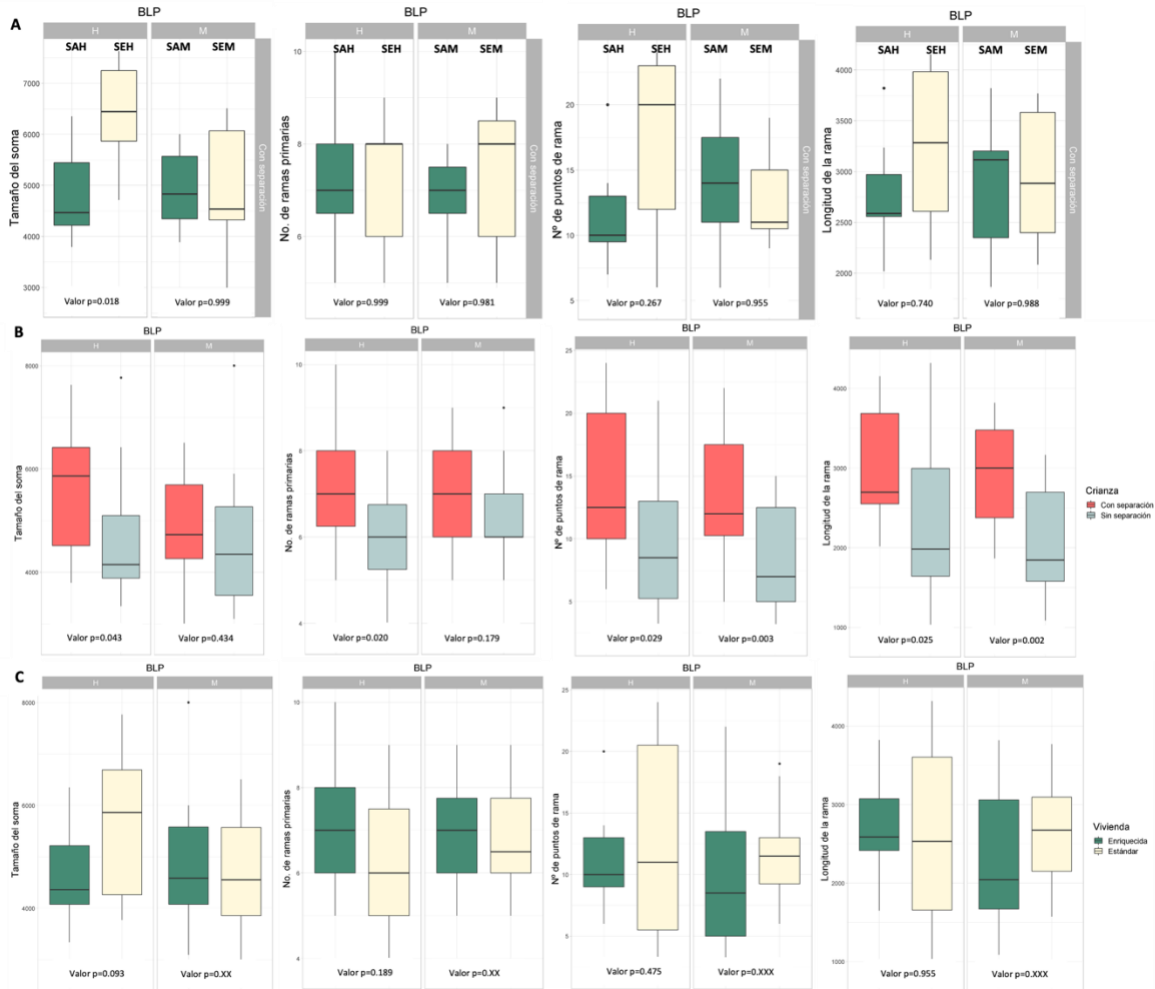 A
BLP
H
M
SAH
SEH
SAM
SEM
Tamaño del soma
7000
6000
5000
4000
3000
Valor p=0.018
Valor p=0.999
Con separación
BLP
H
M
SAH
SEH
SAM
SEM
No. de ramas primarias
10
8
6
Valor p=0.999
Valor p=0.981
Con separación
BLP
H
M
SAH
SEH
SAM
SEM
Nº de puntos de rama
20
15
10
5
Valor p=0.267
Valor p=0.955
Con separación
BLP
H
M
SAH
SEH
SAM
SEM
Longitud de la rama
4000
3000
2000
Valor p=0.740
Valor p=0.988
Con separación
B
BLP
H
M
Tamaño del soma
8000
6000
4000
Valor p=0.043
Valor p=0.434
BLP
H
M
No. de ramas primarias
10
8
6
4
Valor p=0.020
Valor p=0.179
BLP
H
M
Nº de puntos de rama
25
20
15
10
5
Valor p=0.029
Valor p=0.003
BLP
H
M
Longitud de la rama
4000
3000
2000
1000
Valor p=0.025
Valor p=0.002
Crianza
Con separación
Sin separación
C
BLP
H
M
Tamaño del soma
8000
6000
4000
Valor p=0.093
Valor p=0.XX
BLP
H
M
No. de ramas primarias
10
8
6
4
Valor p=0.189
Valor p=0.XX
BLP
H
M
Nº de puntos de rama
25
20
15
10
5
Valor p=0.475
Valor p=0.XXX
BLP
H
M
Longitud de la rama
4000
3000
2000
1000
Valor p=0.955
Valor p=0.XXX
Vivienda
Enriquecida
Estándar